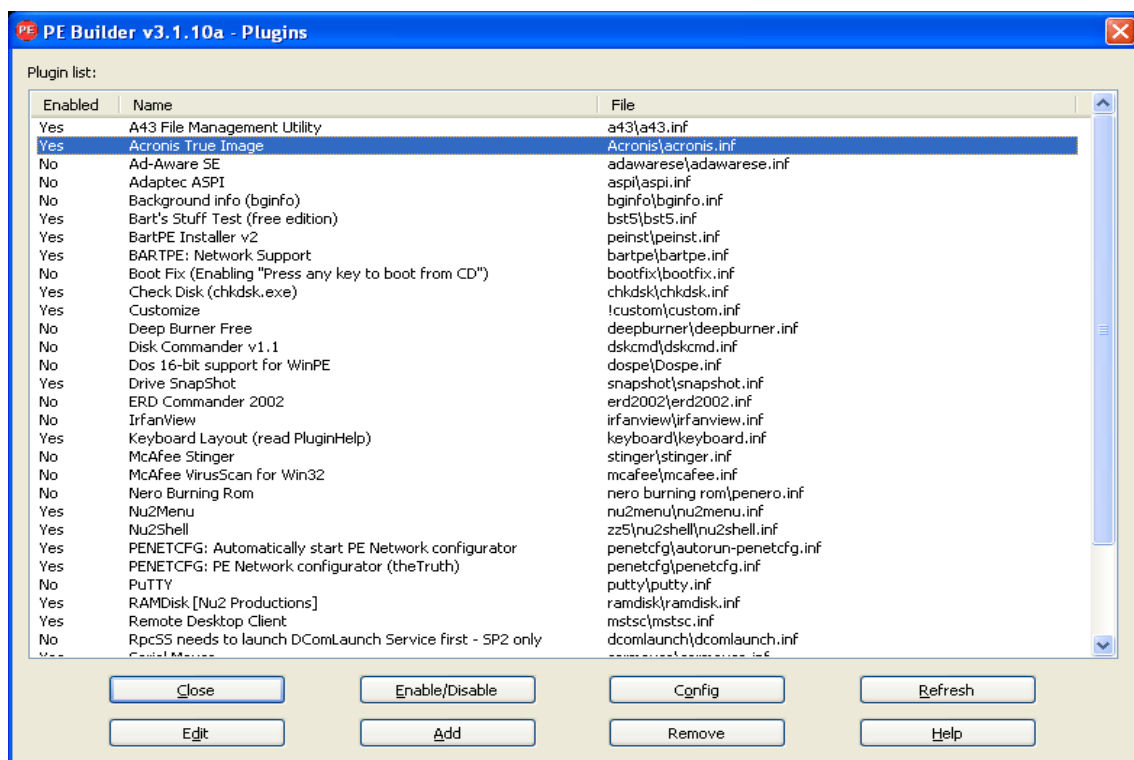 PE Builder v3.1.10a - Plugins
Plugin list:
Enabled Name File
Yes A43 File Management Utility a43\a43.inf
Yes Acronis True Image Acronis\acronis.inf
No Ad-Aware SE adawarese\adawarese.inf
No Adaptec ASPI aspi\aspi.inf
No Background info (bginfo) bginfo\bginfo.inf
Yes Bart's Stuff Test (free edition) bst5\bst5.inf
Yes BartPE Installer v2 peinst\peinst.inf
Yes BARTPE: Network Support bartpe\bartpe.inf
No Boot Fix (Enabling "Press any key to boot from CD") bootfix\bootfix.inf
Yes Check Disk (chkdsk.exe) chkdsk\chkdsk.inf
Yes Customize !custom\custom.inf
No Deep Burner Free deepburner\deepburner.inf
No Disk Commander v1.1 dskcmd\dskcmd.inf
No Dos 16-bit support for WinPE dospe\Dospe.inf
Yes Drive SnapShot snapshot\snapshot.inf
No ERD Commander 2002 erd2002\erd2002.inf
No IrfanView irfanview\irfanview.inf
Yes Keyboard Layout (read PluginHelp) keyboard\keyboard.inf
No McAfee Stinger stinger\stinger.inf
No McAfee VirusScan for Win32 mcafee\mcafee.inf
No Nero Burning Rom nero burning rom\penero.inf
Yes Nu2Menu nu2menu\nu2menu.inf
Yes Nu2Shell zz5\nu2shell\nu2shell.inf
Yes PENETCFG: Automatically start PE Network configurator penetcfg\autorun-penetcfg.inf
Yes PENETCFG: PE Network configurator (theTruth) penetcfg\penetcfg.inf
No PuTTY putty\putty.inf
Yes RAMDisk [Nu2 Productions] ramdisk\ramdisk.inf
Yes Remote Desktop Client mstsc\mstsc.inf
No RpcSS needs to launch DComLaunch Service first - SP2 only dcomlaunch\dcomlaunch.inf
Close Enable/Disable Config Refresh
Edit Add Remove Help